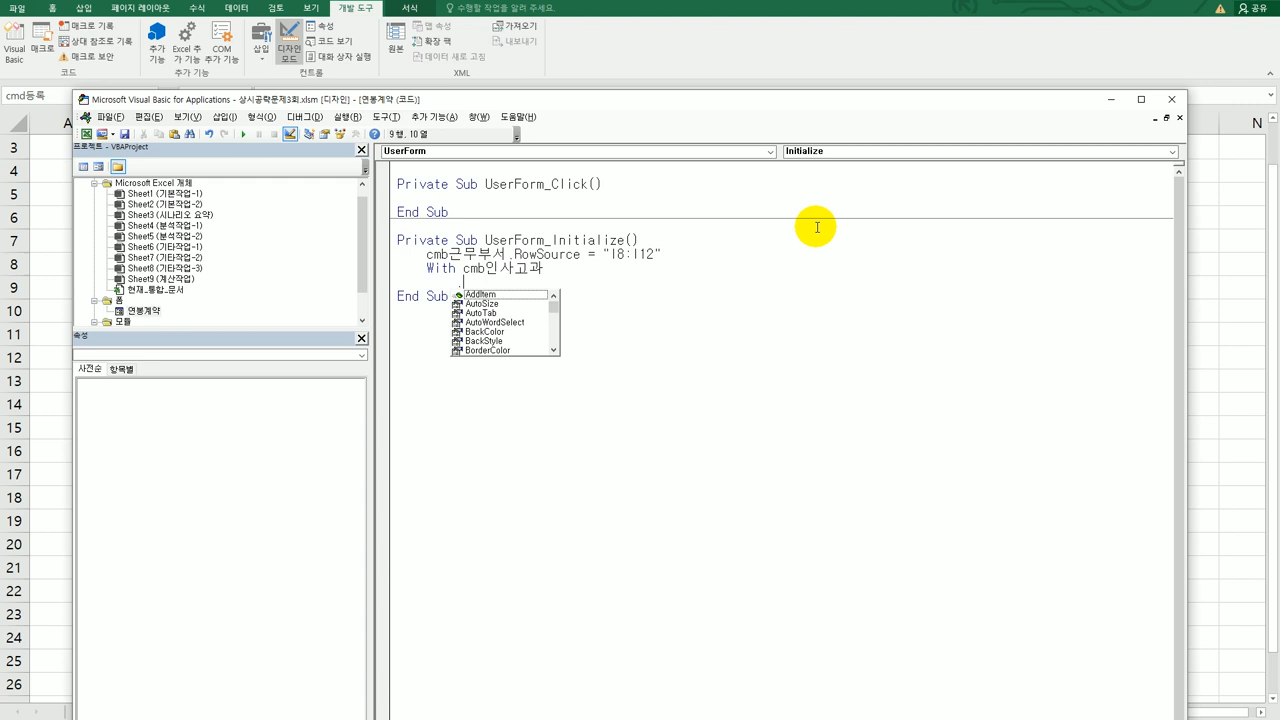 파일 홈 삽입 페이지 레이아웃 수식 데이터 검토 보기 개발 도구 서식 수행할 작업을 알려 주세요. 공유
매크로 기록
상대 참조로 기록
매크로 보안
Visual Basic
매크로
코드
추가 기능
Excel 추가 기능
COM 추가 기능
추가 기능
삽입
디자인 모드
속성
코드 보기
대화 상자 실행
컨트롤
원본
맵 속성
확장 팩
데이터 새로 고침
가져오기
내보내기
XML
cmd등록
A N
3
4
5
6
7
8
9
10
11
12
13
14
15
16
17
18
19
20
21
22
23
24
25
26
Microsoft Visual Basic for Applications - 상시공략문제3회.xlsm [디자인] - [연봉계약 (코드)]
파일(F) 편집(E) 보기(V) 삽입(I) 형식(O) 디버그(D) 실행(R) 도구(T) 추가 기능(A) 창(W) 도움말(H)
9 행, 10 열
프로젝트 - VBAProject
Microsoft Excel 개체
Sheet1 (기본작업-1)
Sheet2 (기본작업-2)
Sheet3 (시나리오 요약)
Sheet4 (분석작업-1)
Sheet5 (분석작업-2)
Sheet6 (기타작업-1)
Sheet7 (기타작업-2)
Sheet8 (기타작업-3)
Sheet9 (계산작업)
현재_통합_문서
폼
연봉계약
모듈
속성
사전순 항목별
UserForm Initialize
Private Sub UserForm_Click()
End Sub
Private Sub UserForm_Initialize()
cmb근무부서.RowSource = "I8:I12"
With cmb인사고과
.
End Sub
AddItem
AutoSize
AutoTab
AutoWordSelect
BackColor
BackStyle
BorderColor